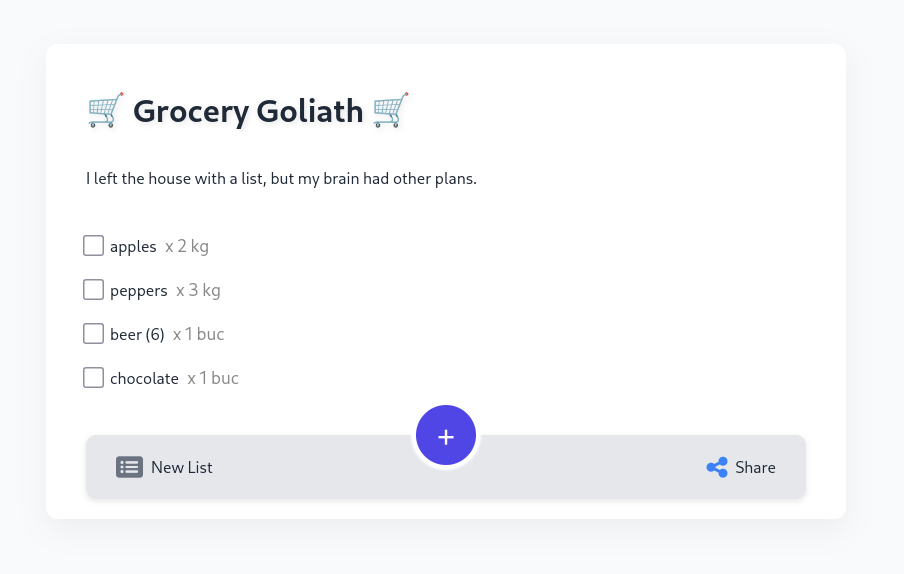 🛒 Grocery Goliath 🛒
I left the house with a list, but my brain had other plans.
apples x 2 kg
peppers x 3 kg
beer (6) x 1 buc
chocolate x 1 buc
+
New List
Share